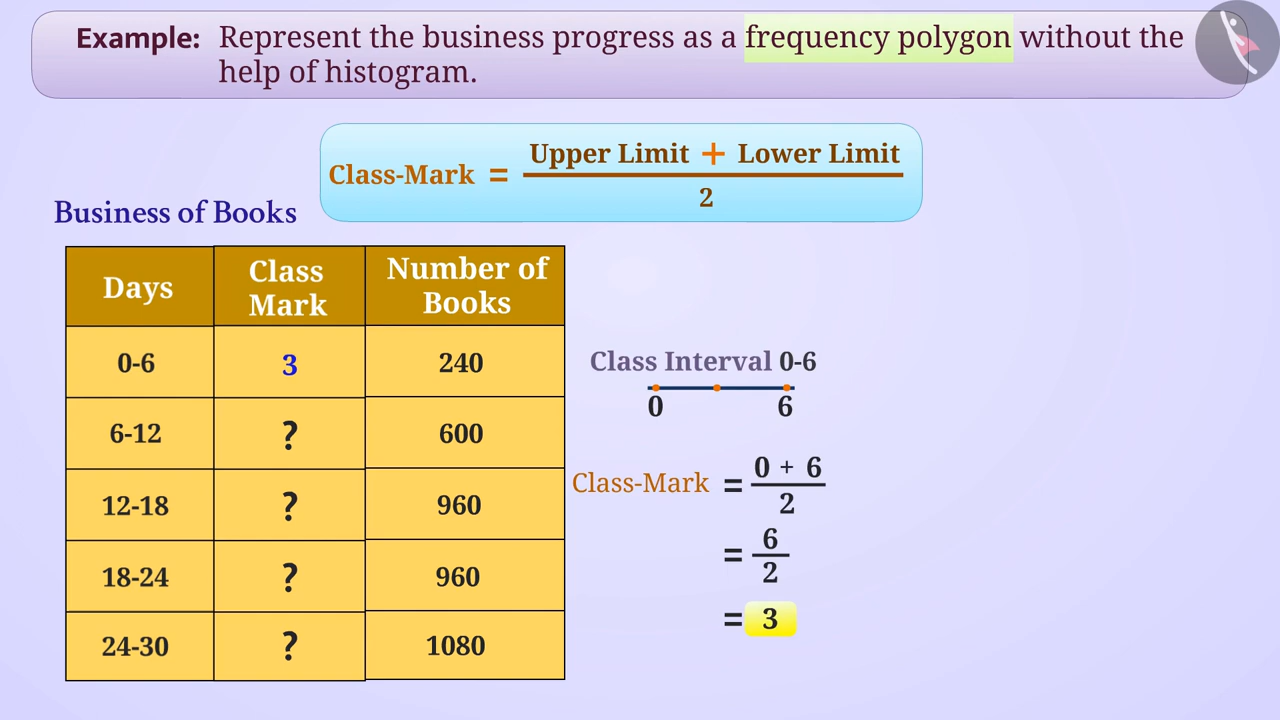 Example: Represent the business progress as a frequency polygon without the
help of histogram.
Class-Mark = Upper Limit + Lower Limit
2
Business of Books
Days Class Mark Number of Books
0-6 3 240
6-12 ? 600
12-18 ? 960
18-24 ? 960
24-30 ? 1080
Class Interval 0-6
0 6
Class-Mark = 0 + 6
2
= 6
2
= 3